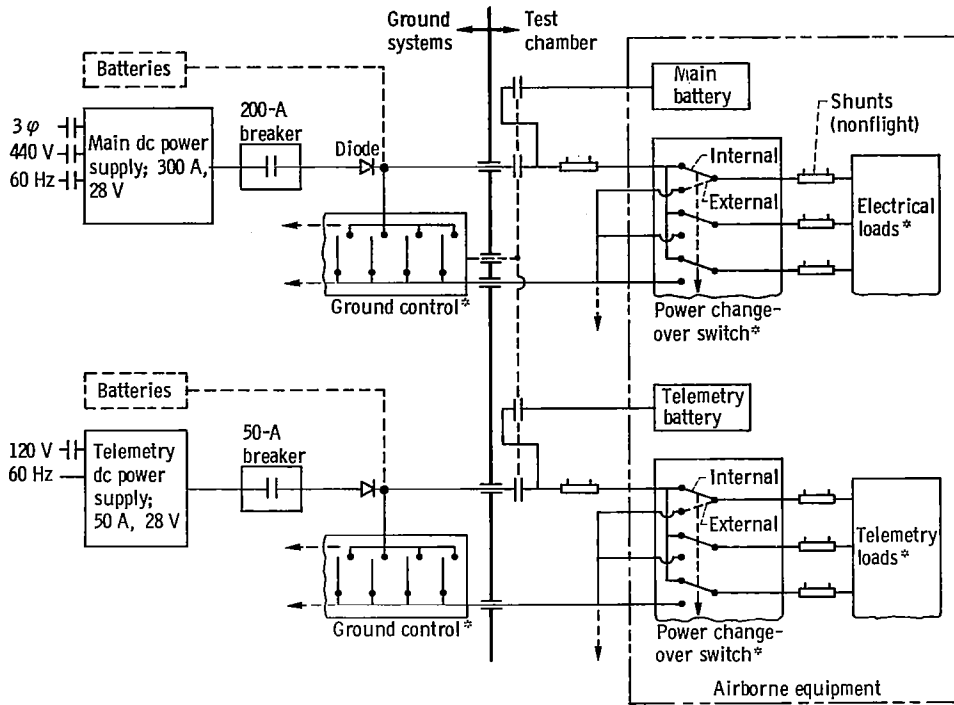 Ground systems
Test chamber
Batteries
Main battery
Shunts (nonflight)
3 φ
440 V
60 Hz
Main dc power supply; 300 A, 28 V
200-A breaker
Diode
Internal
External
Electrical loads*
Ground control*
Power change-over switch*
Batteries
Telemetry battery
120 V
60 Hz
Telemetry dc power supply; 50 A, 28 V
50-A breaker
Internal
External
Telemetry loads*
Ground control*
Power change-over switch*
Airborne equipment